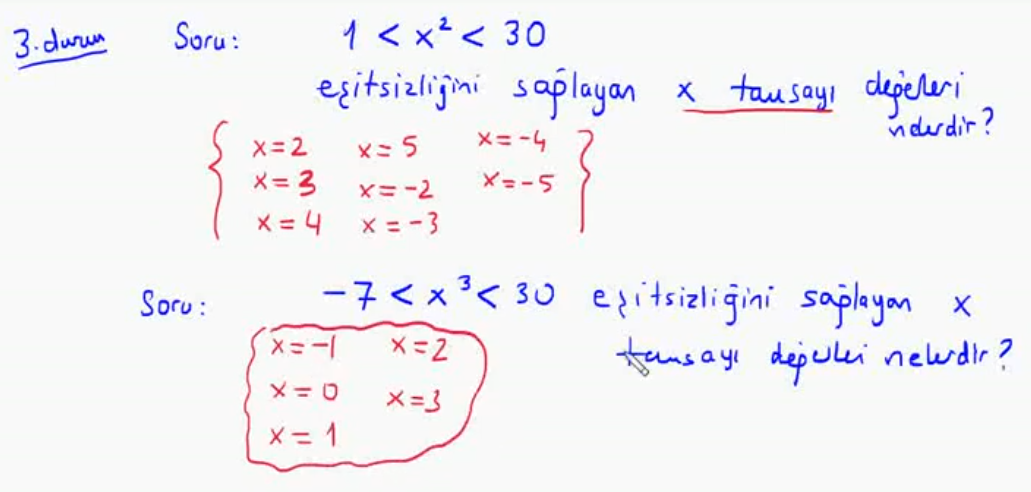 3.durum Soru: 1 < x² < 30
eşitsizliğini sağlayan x tamsayı değerleri
nelerdir?
x=2 x=5 x=-4
x=3 x=-2 x=-5
x=4 x=-3
Soru: -7 < x³ < 30 eşitsizliğini sağlayan x
tamsayı değerleri nelerdir?
x=-1 x=2
x=0 x=3
x=1